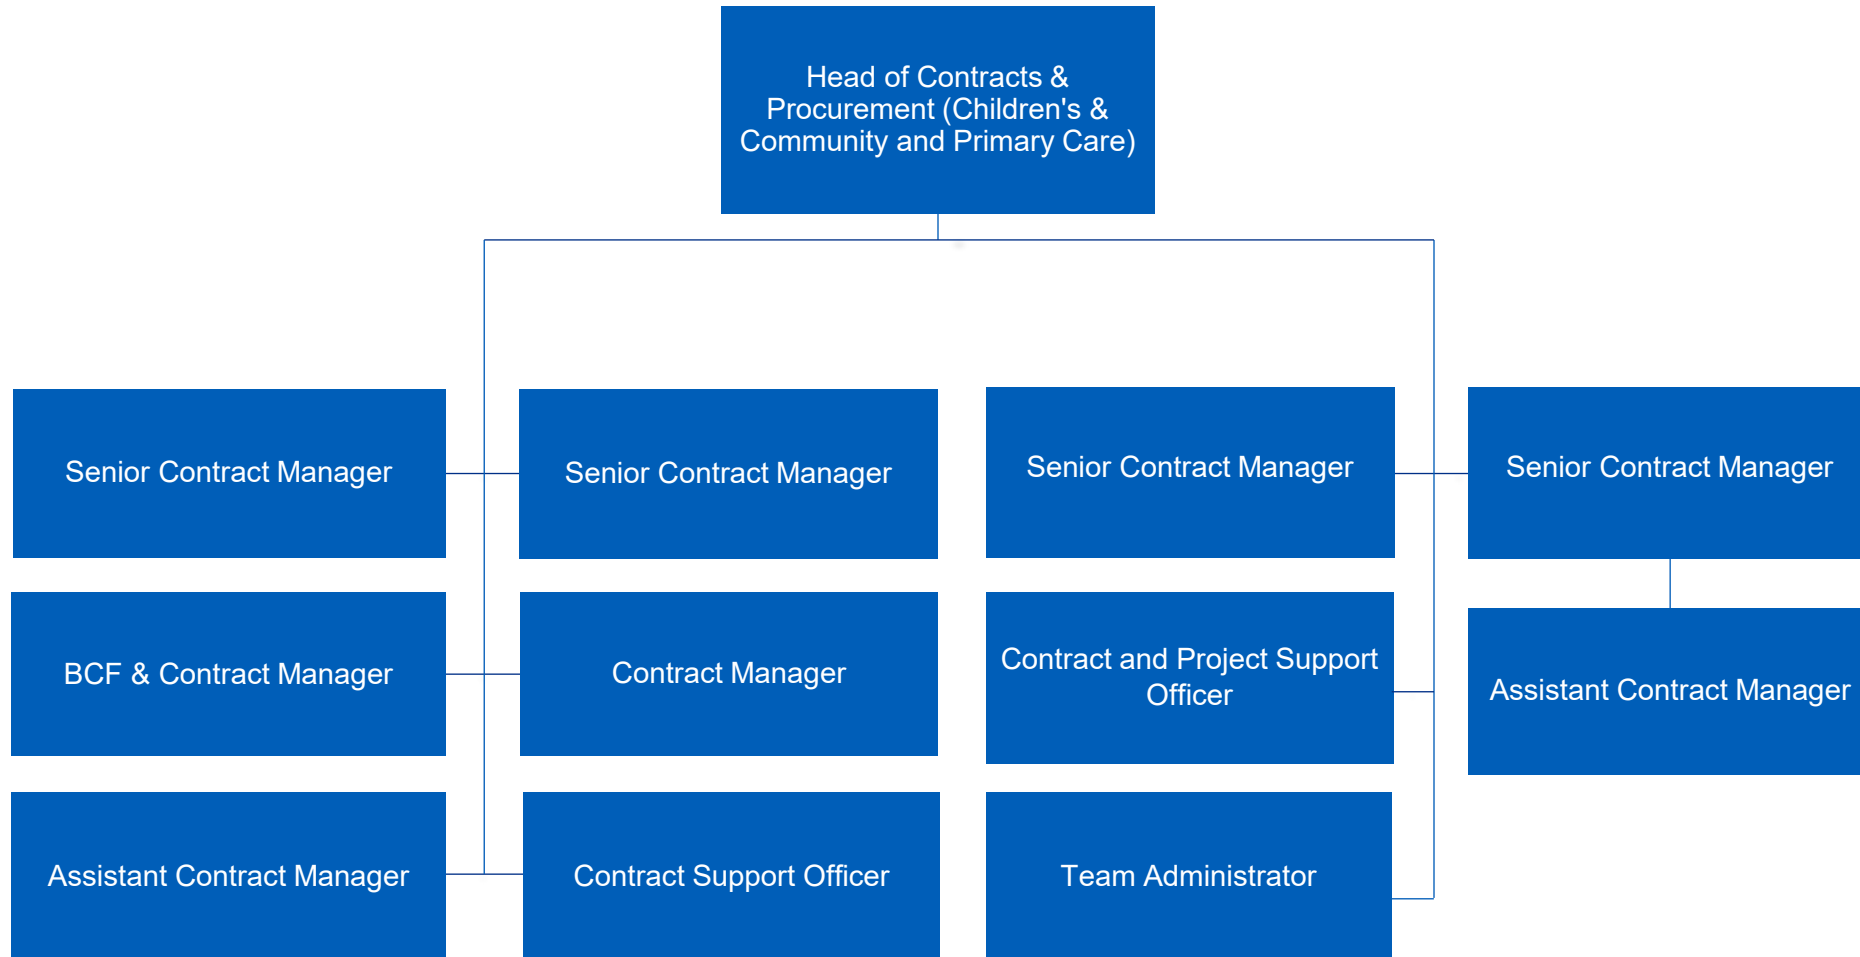 Head of Contracts &
Procurement (Children's &
Community and Primary Care)
Senior Contract Manager
Senior Contract Manager
Senior Contract Manager
Senior Contract Manager
BCF & Contract Manager
Contract Manager
Contract and Project Support
Officer
Assistant Contract Manager
Assistant Contract Manager
Contract Support Officer
Team Administrator